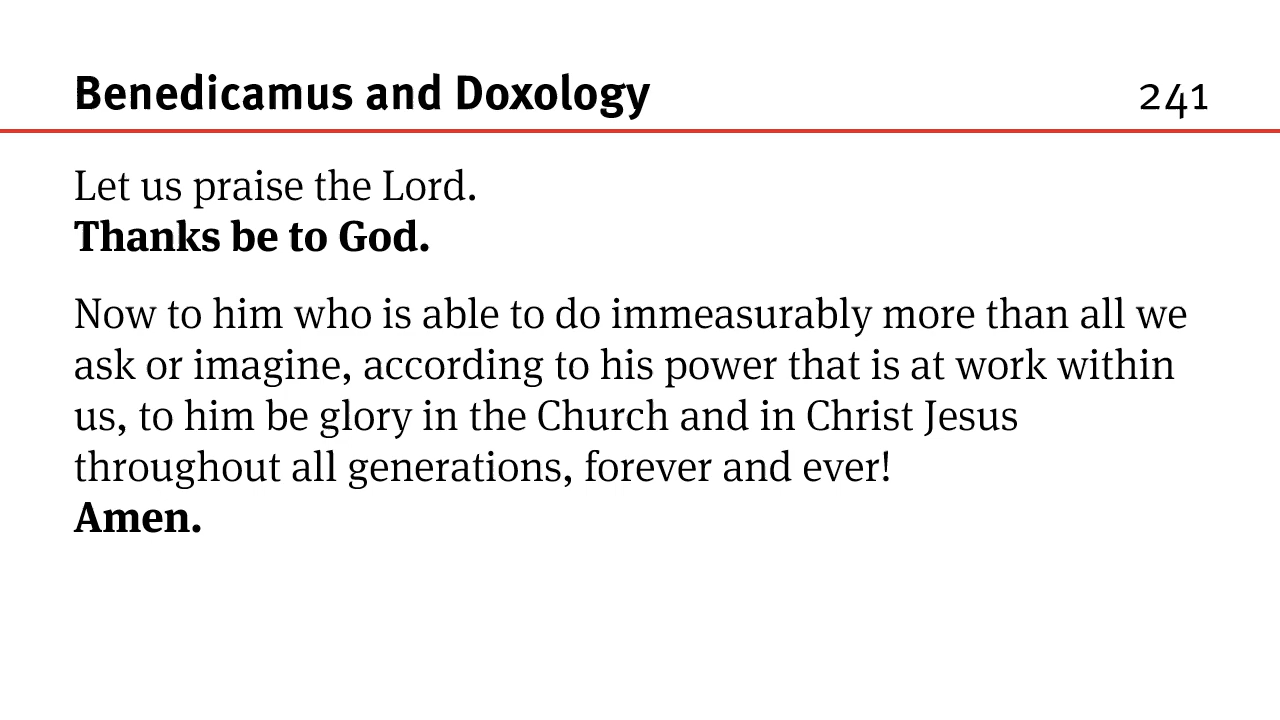 Benedicamus and Doxology 241
Let us praise the Lord.
Thanks be to God.
Now to him who is able to do immeasurably more than all we
ask or imagine, according to his power that is at work within
us, to him be glory in the Church and in Christ Jesus
throughout all generations, forever and ever!
Amen.